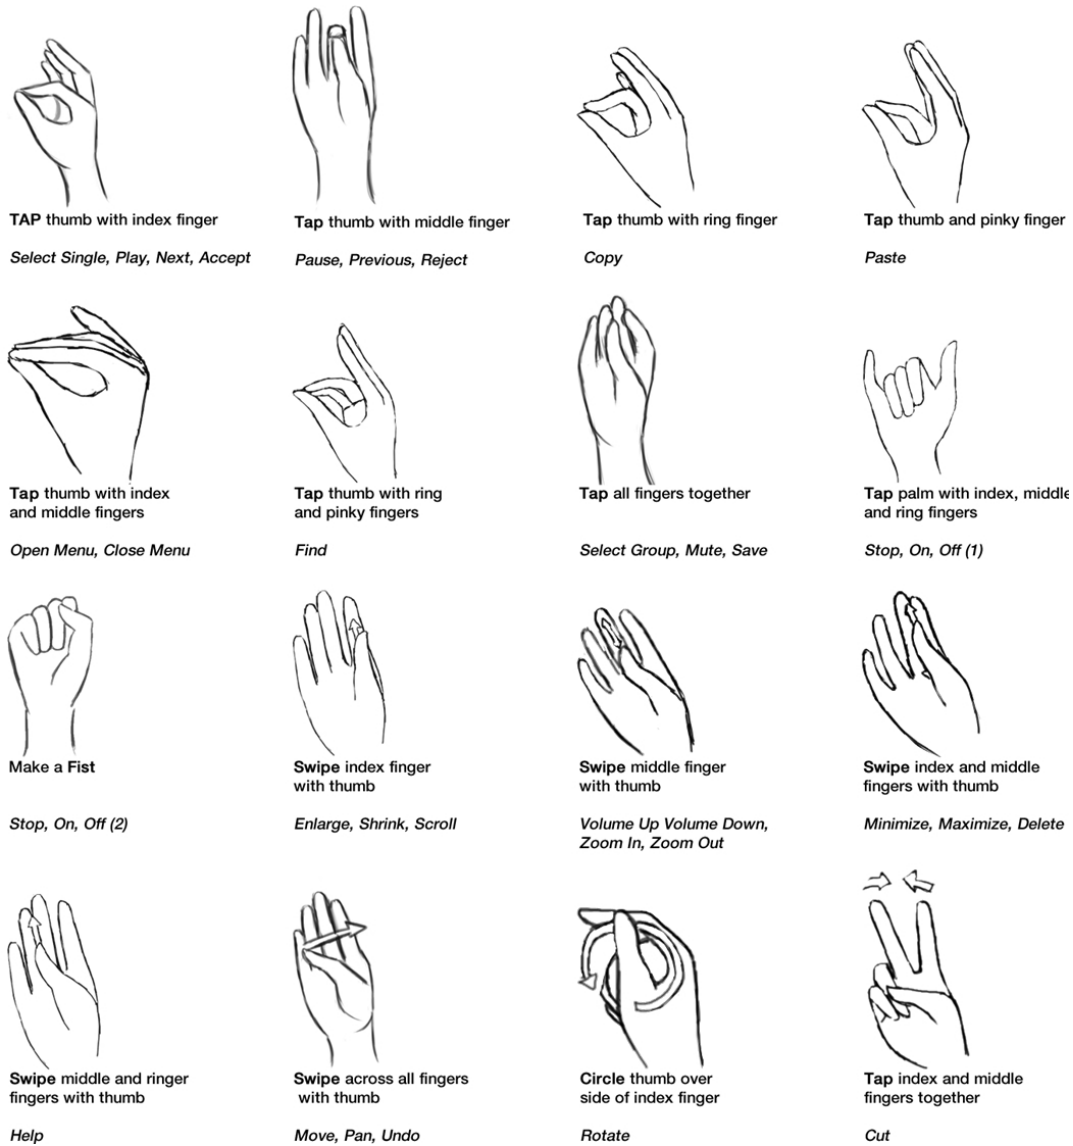 TAP thumb with index finger
Select Single, Play, Next, Accept
Tap thumb with middle finger
Pause, Previous, Reject
Tap thumb with ring finger
Copy
Tap thumb and pinky finger
Paste
Tap thumb with index
and middle fingers
Open Menu, Close Menu
Tap thumb with ring
and pinky fingers
Find
Tap all fingers together
Select Group, Mute, Save
Tap palm with index, middle
and ring fingers
Stop, On, Off (1)
Make a Fist
Stop, On, Off (2)
Swipe index finger
with thumb
Enlarge, Shrink, Scroll
Swipe middle finger
with thumb
Volume Up Volume Down,
Zoom In, Zoom Out
Swipe index and middle
fingers with thumb
Minimize, Maximize, Delete
Swipe middle and ringer
fingers with thumb
Help
Swipe across all fingers
with thumb
Move, Pan, Undo
Circle thumb over
side of index finger
Rotate
Tap index and middle
fingers together
Cut